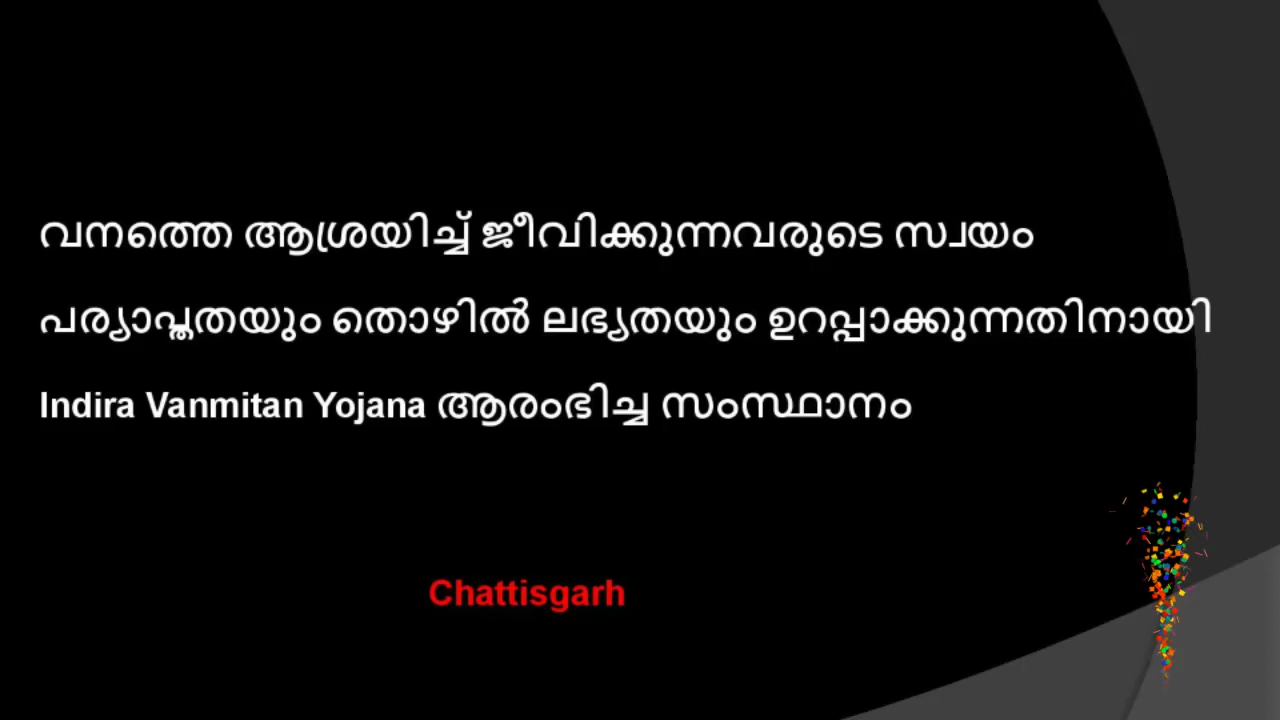 വനത്തെ ആശ്രയിച്ച് ജീവിക്കുന്നവരുടെ സ്വയം
പര്യാപ്തതയും തൊഴിൽ ലഭ്യതയും ഉറപ്പാക്കുന്നതിനായി
Indira Vanmitan Yojana ആരംഭിച്ച സംസ്ഥാനം
Chattisgarh